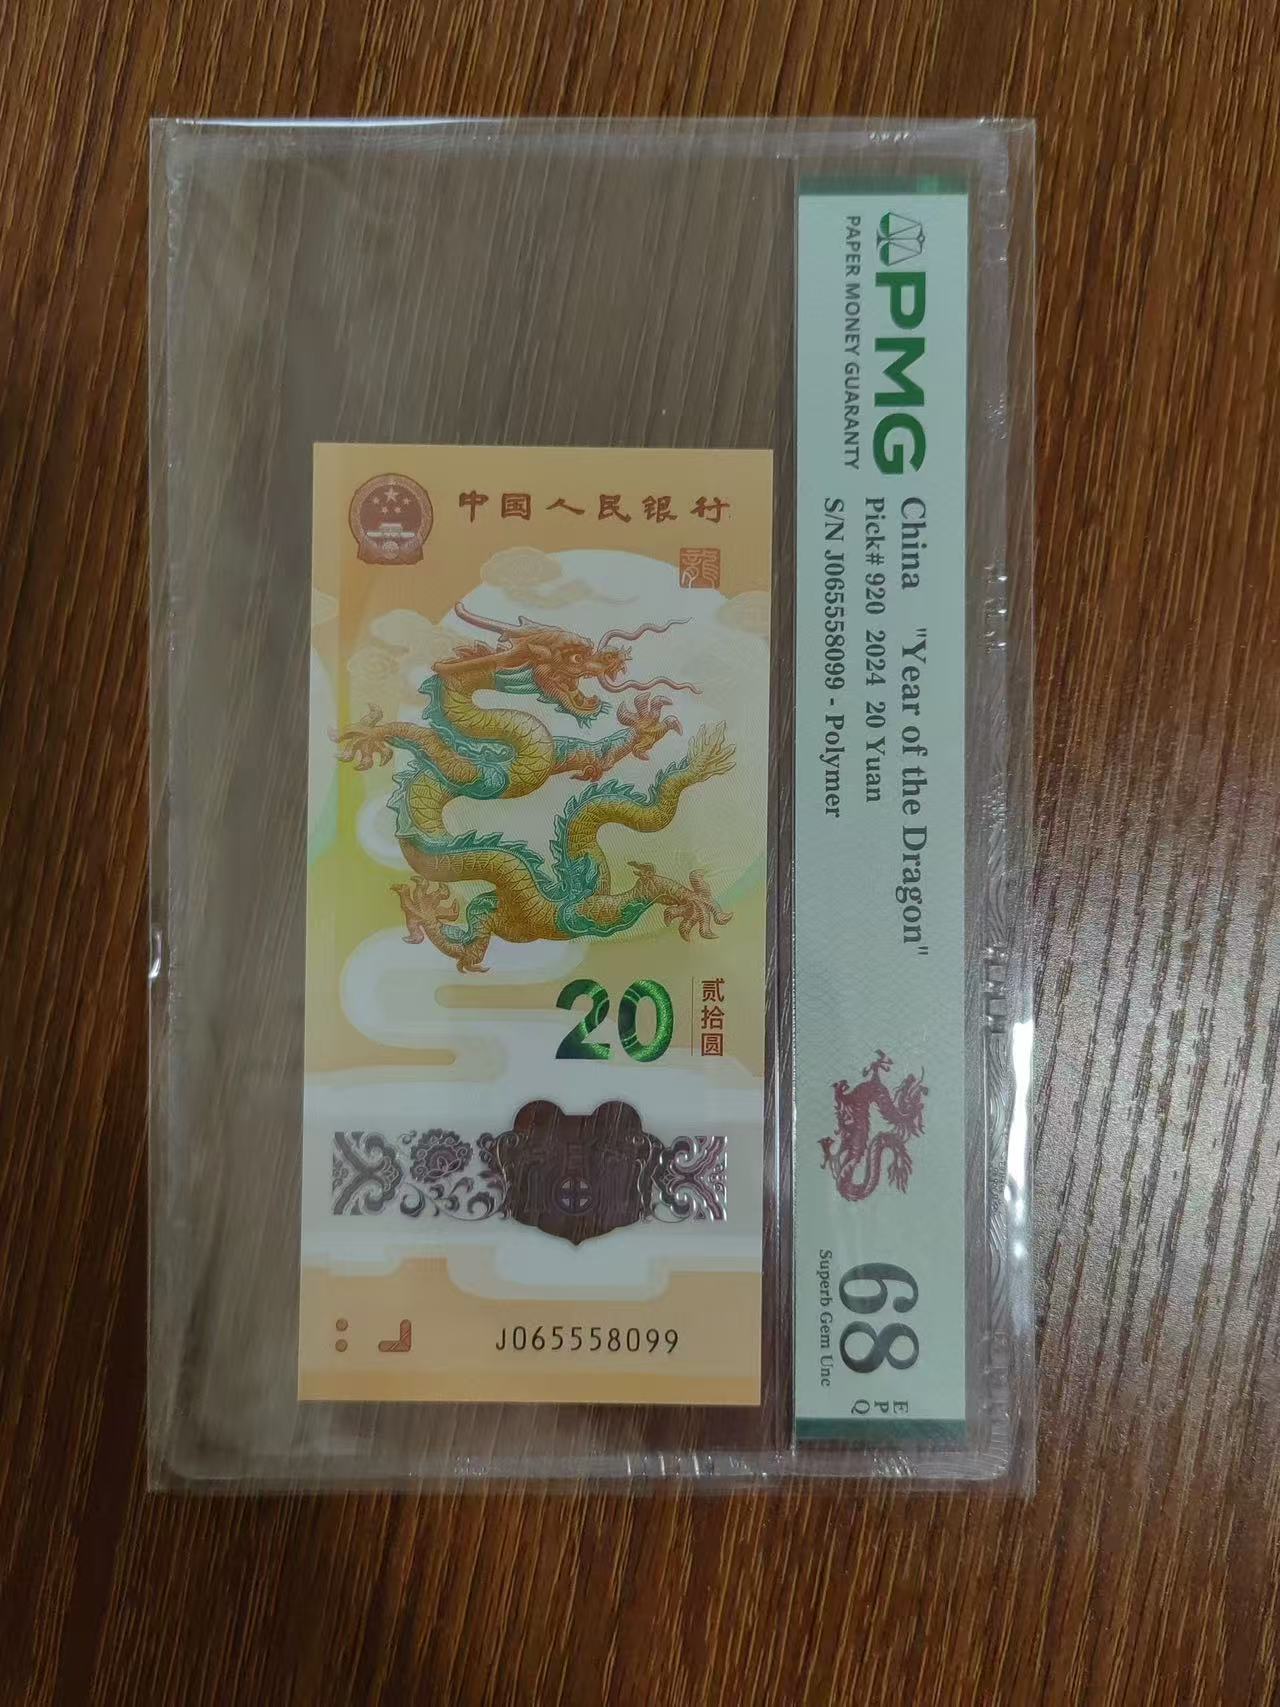 PMG
PAPER MONEY GUARANTY
China "Year of the Dragon"
Pick# 920 2024 20 Yuan
S/N J065558099 - Polymer
68
EPQ
Superb Gem Unc
中国人民银行
龍
20
贰拾圆
J065558099